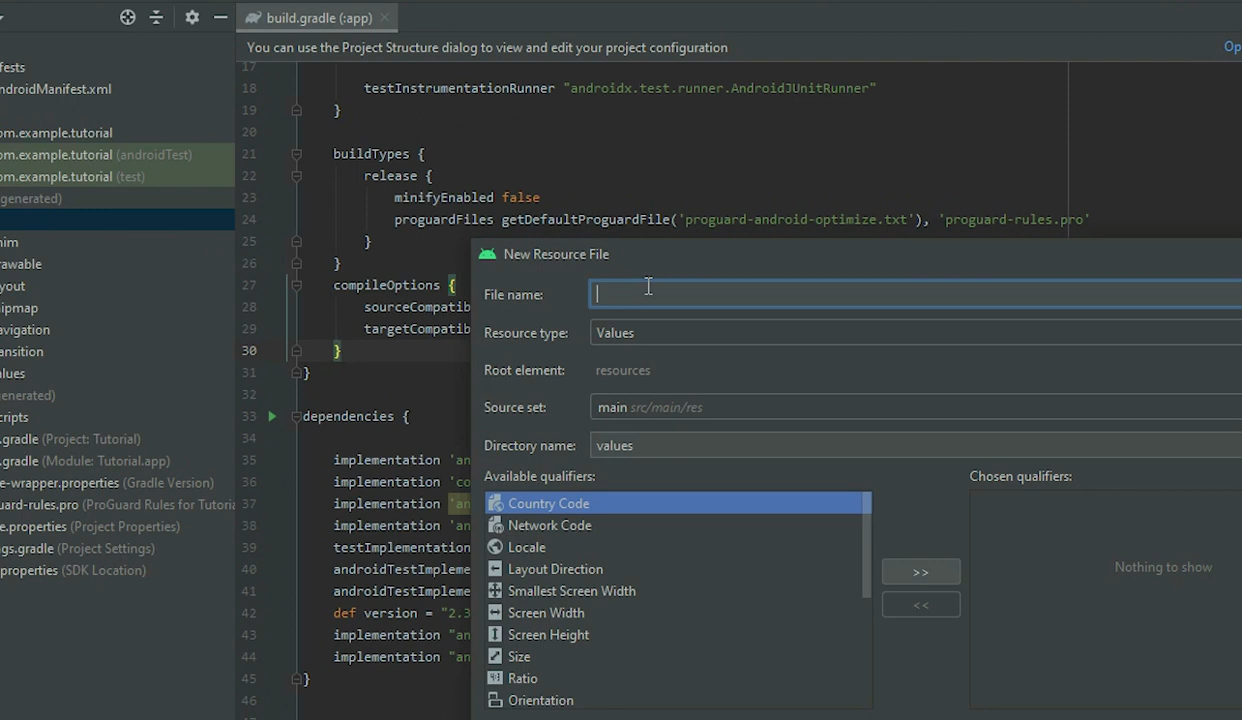 build.gradle (:app)
You can use the Project Structure dialog to view and edit your project configuration
Op
fests
ndroidManifest.xml
om.example.tutorial
om.example.tutorial (androidTest)
om.example.tutorial (test)
generated)
nim
rawable
yout
ipmap
avigation
ansition
lues
enerated)
cripts
.gradle (Project: Tutorial)
.gradle (Module: Tutorial.app)
e-wrapper.properties (Gradle Version)
uard-rules.pro (ProGuard Rules for Tutoria
e.properties (Project Properties)
ngs.gradle (Project Settings)
properties (SDK Location)
17
18 testInstrumentationRunner "androidx.test.runner.AndroidJUnitRunner"
19 }
20
21 buildTypes {
22 release {
23 minifyEnabled false
24 proguardFiles getDefaultProguardFile('proguard-android-optimize.txt'), 'proguard-rules.pro'
25 }
26 }
27 compileOptions {
28 sourceCompatib
29 targetCompatib
30 }
31 }
32
33 dependencies {
34
35 implementation 'an
36 implementation 'co
37 implementation 'an
38 implementation 'an
39 testImplementation
40 androidTestImpleme
41 androidTestImpleme
42 def version = "2.3
43 implementation "an
44 implementation "an
45 }
46
New Resource File
File name:
Resource type: Values
Root element: resources
Source set: main src/main/res
Directory name: values
Available qualifiers:
Chosen qualifiers:
Country Code
Network Code
Locale
Layout Direction
Smallest Screen Width
Screen Width
Screen Height
Size
Ratio
Orientation
>>
<<
Nothing to show